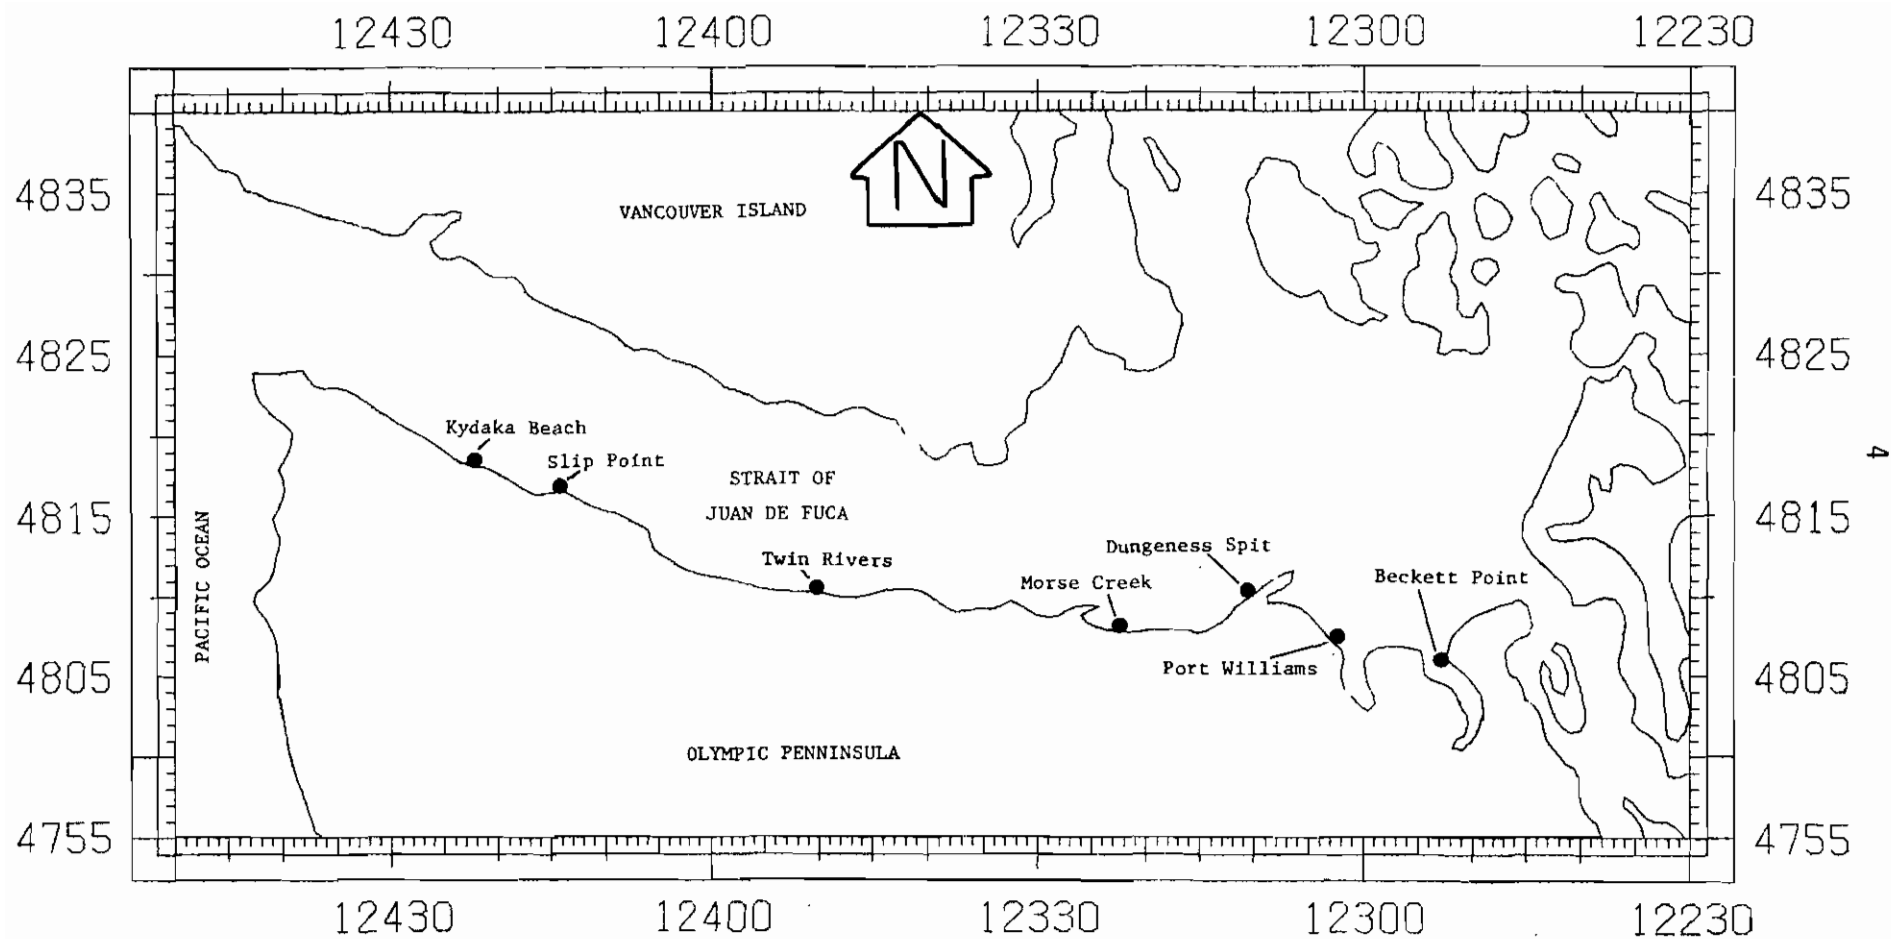 12430 12400 12330 12300 12230
N
4835 VANCOUVER ISLAND 4835
4825 4825
Kydaka Beach
Slip Point
4
STRAIT OF
JUAN DE FUCA
4815 4815
PACIFIC OCEAN
Twin Rivers
Dungeness Spit
Morse Creek
Beckett Point
Port Williams
4805 4805
OLYMPIC PENNINSULA
4755 4755
12430 12400 12330 12300 12230